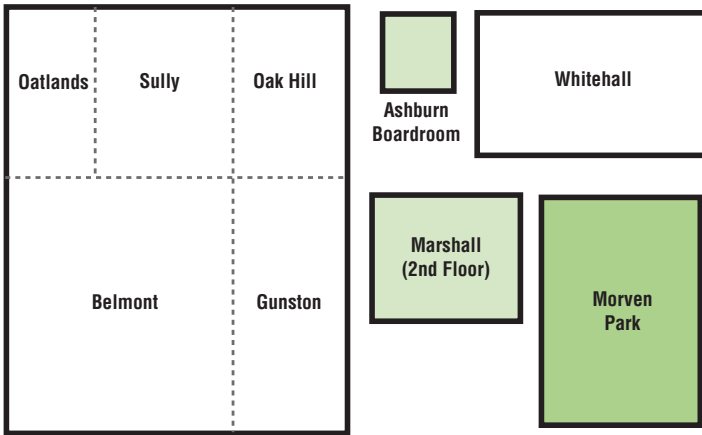 Oatlands
Sully
Oak Hill
Ashburn
Boardroom
Whitehall
Belmont
Gunston
Marshall
(2nd Floor)
Morven
Park